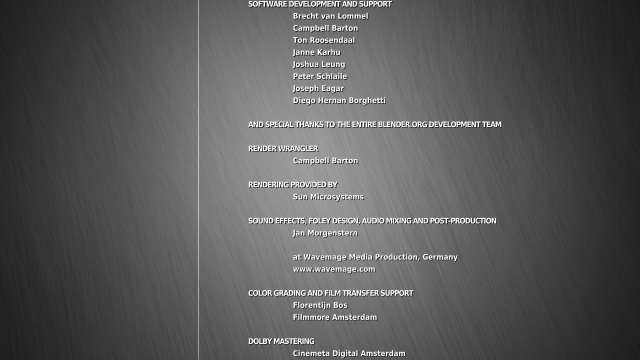 SOFTWARE DEVELOPMENT AND SUPPORT
Brecht van Lommel
Campbell Barton
Ton Roosendaal
Janne Karhu
Joshua Leung
Peter Schlaile
Joseph Eagar
Diego Hernan Borghetti
AND SPECIAL THANKS TO THE ENTIRE BLENDER.ORG DEVELOPMENT TEAM
RENDER WRANGLER
Campbell Barton
RENDERING PROVIDED BY
Sun Microsystems
SOUND EFFECTS, FOLEY DESIGN, AUDIO MIXING AND POST-PRODUCTION
Jan Morgenstern
at Wavemage Media Production, Germany
www.wavemage.com
COLOR GRADING AND FILM TRANSFER SUPPORT
Florentijn Bos
Filmmore Amsterdam
DOLBY MASTERING
Cinemeta Digital Amsterdam